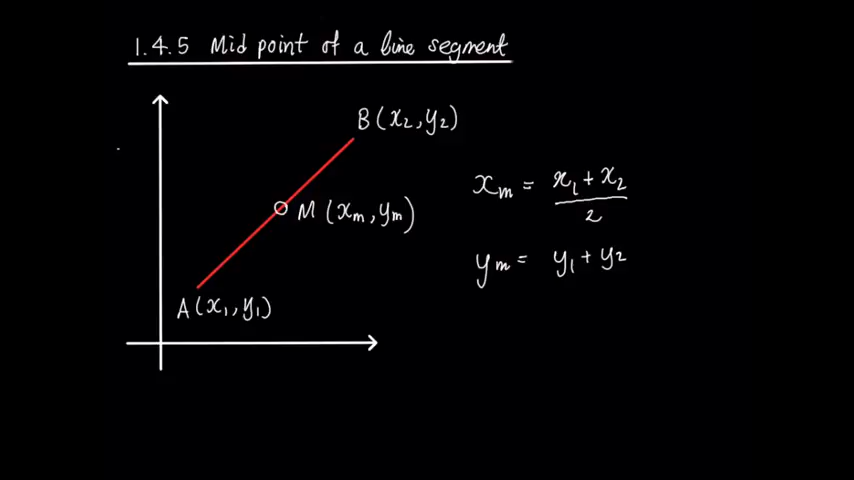 1.4.5 Mid point of a line segment
B(x₂, y₂)
M (xₘ, yₘ)
A(x₁, y₁)
xₘ = x₁ + x₂
2
yₘ = y₁ + y₂